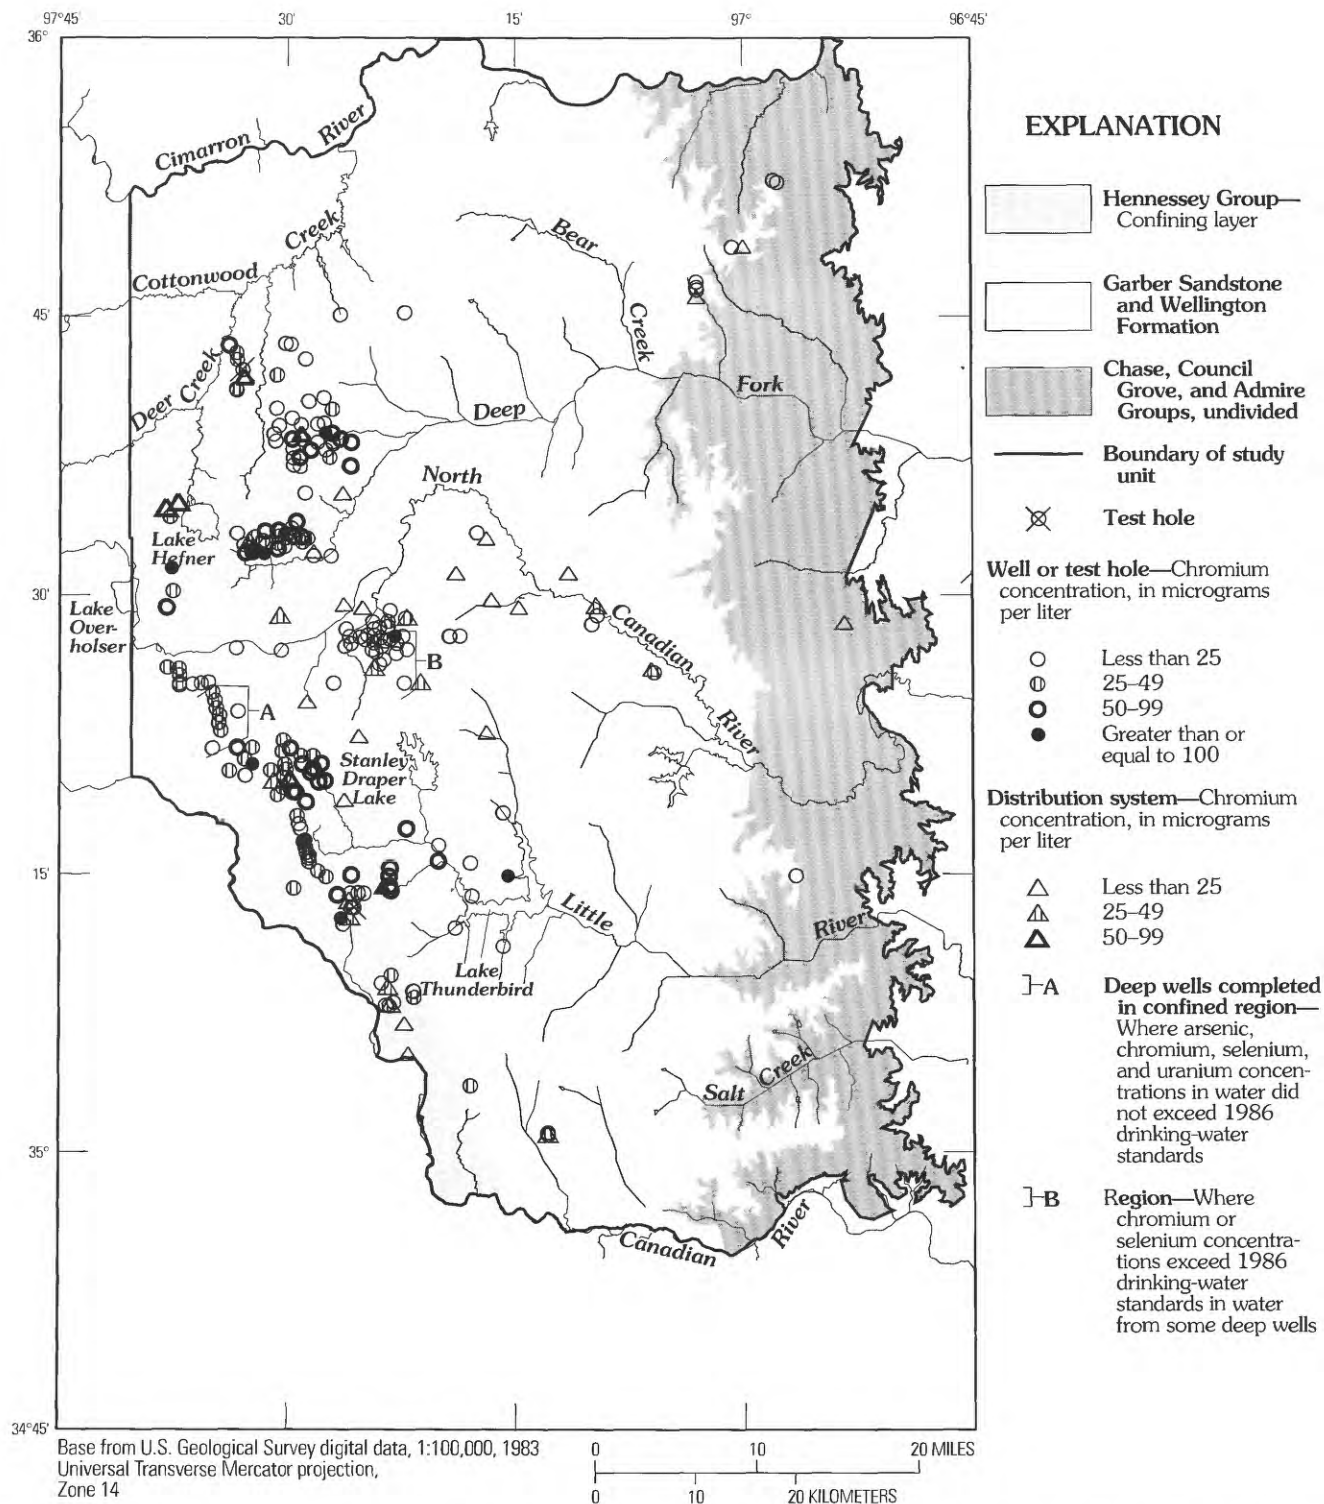 97°45' 30' 15' 97° 96°45'
36°
Cimarron River
Cottonwood Creek
Bear Creek
45'
Deer Creek
Deep Fork
North Canadian River
Lake
Hefner
30'
Lake
Over-
holser
B
A
Stanley
Draper
Lake
15'
Little River
Lake
Thunderbird
Salt Creek
35°
Canadian River
34°45'
Base from U.S. Geological Survey digital data, 1:100,000, 1983
Universal Transverse Mercator projection,
Zone 14
0 10 20 MILES
0 10 20 KILOMETERS
EXPLANATION
Hennessey Group—
Confining layer
Garber Sandstone
and Wellington
Formation
Chase, Council
Grove, and Admire
Groups, undivided
Boundary of study
unit
Test hole
Well or test hole—Chromium
concentration, in micrograms
per liter
Less than 25
25–49
50–99
Greater than or
equal to 100
Distribution system—Chromium
concentration, in micrograms
per liter
Less than 25
25–49
50–99
A Deep wells completed
in confined region—
Where arsenic,
chromium, selenium,
and uranium concen-
trations in water did
not exceed 1986
drinking-water
standards
B Region—Where
chromium or
selenium concentra-
tions exceed 1986
drinking-water
standards in water
from some deep wells